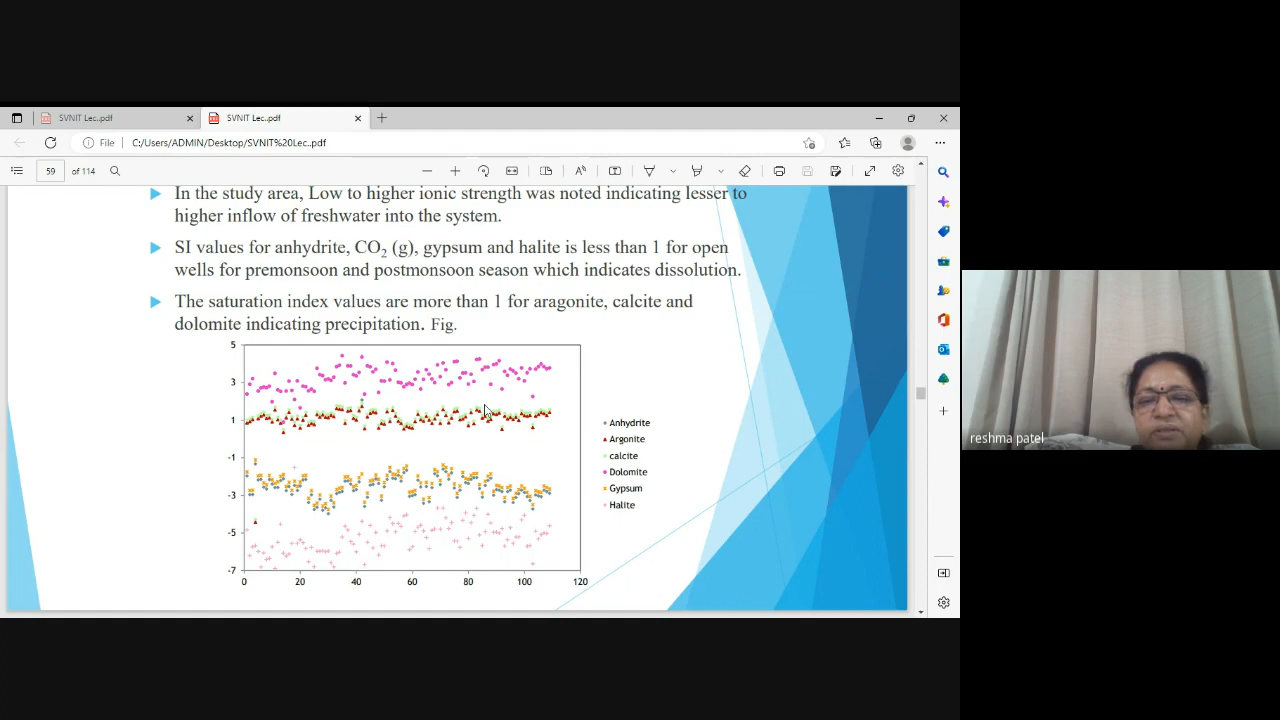 SVNIT Lec..pdf
SVNIT Lec..pdf
File
C:/Users/ADMIN/Desktop/SVNIT%20Lec..pdf
59 of 114
In the study area, Low to higher ionic strength was noted indicating lesser to
higher inflow of freshwater into the system.
SI values for anhydrite, CO2 (g), gypsum and halite is less than 1 for open
wells for premonsoon and postmonsoon season which indicates dissolution.
The saturation index values are more than 1 for aragonite, calcite and
dolomite indicating precipitation. Fig.
5
3
1
-1
-3
-5
-7
0 20 40 60 80 100 120
Anhydrite
Argonite
calcite
Dolomite
Gypsum
Halite
reshma patel